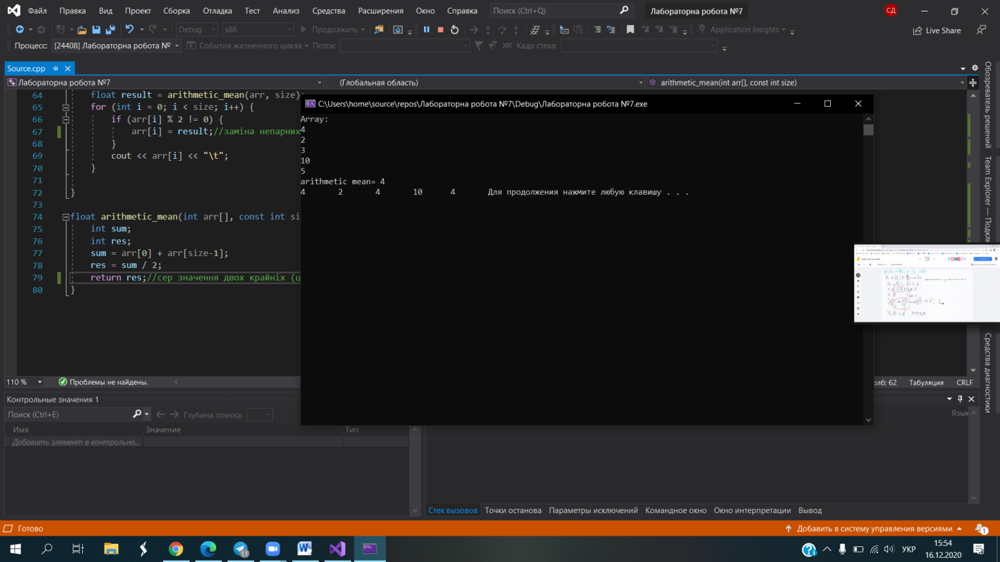 Файл Правка Вид Проект Сборка Отладка Тест Анализ Средства Расширения Окно Справка Поиск (Ctrl+Q) Лабораторна робота №7 СД
Debug x86 Продолжить Application Insights Live Share
Процесс: [24408] Лабораторна робота №7 События жизненного цикла Поток: Кадр стека:
Source.cpp
Лабораторна робота №7 (Глобальная область) arithmetic_mean(int arr[], const int size)
64 float result = arithmetic_mean(arr, size);
65 for (int i = 0; i < size; i++) {
66 if (arr[i] % 2 != 0) {
67 arr[i] = result;//заміна непарних
68 }
69 cout << arr[i] << "\t";
70 }
71
72 }
73
74 float arithmetic_mean(int arr[], const int si
75 int sum;
76 int res;
77 sum = arr[0] + arr[size-1];
78 res = sum / 2;
79 return res;//сер значення двох крайніх (ц
80 }
C:\Users\home\source\repos\Лабораторна робота №7\Debug\Лабораторна робота №7.exe
Array:
4
2
3
10
5
arithmetic mean= 4
4 2 4 10 4 Для продолжения нажмите любую клавишу . . .
Обозреватель решений
Team Explorer — Подклю
Средства диагностики
110 % Проблемы не найдены.
олб: 62 Табуляция CRLF
Контрольные значения 1
Поиск (Ctrl+E) Глубина поиска:
Имя Значение Тип
Добавить элемент в контрольно...
Язык
Стек вызовов Точки останова Параметры исключений Командное окно Окно интерпретации Вывод
Готово Добавить в систему управления версиями 1
11 УКР 15:54
16.12.2020